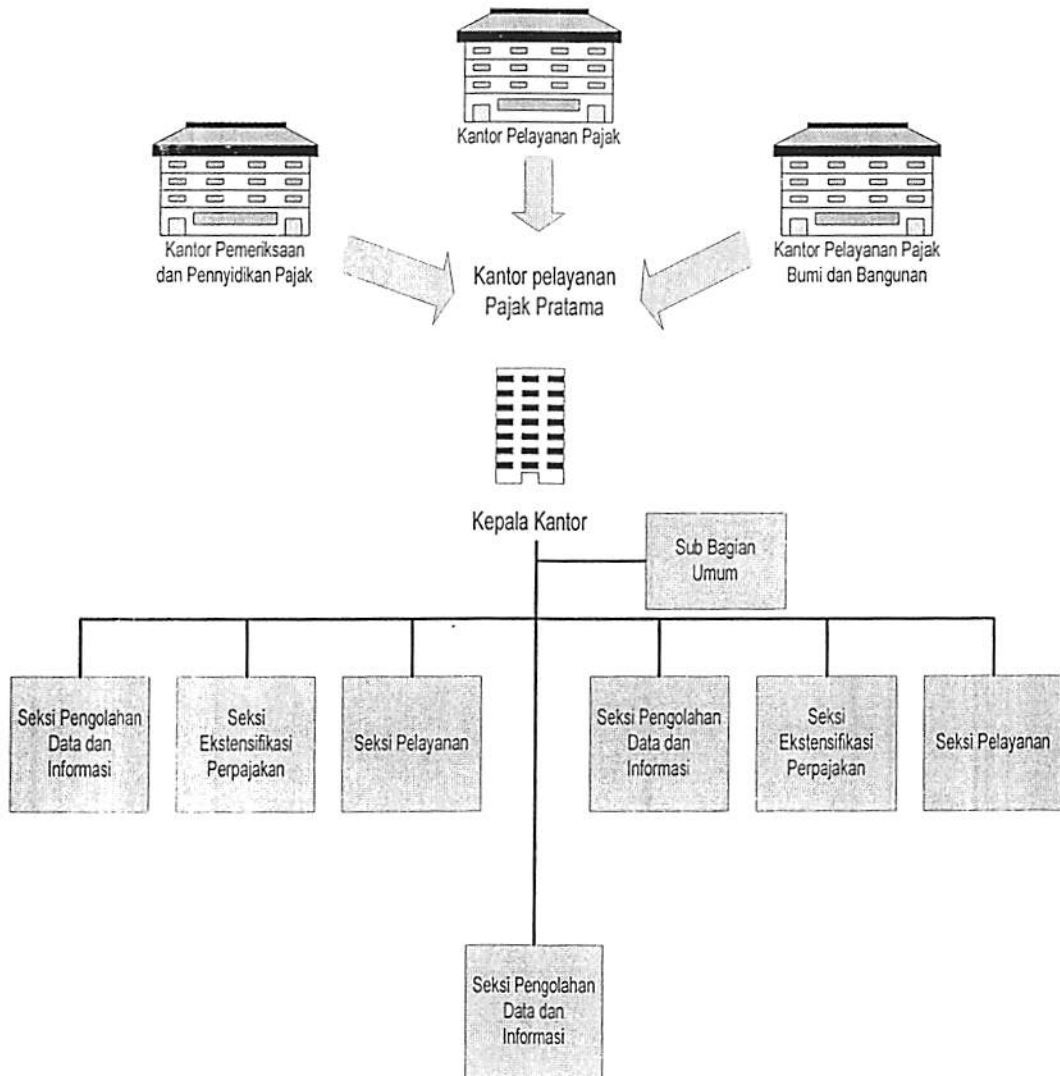 Kantor Pelayanan Pajak
Kantor Pemeriksaan
dan Pennyidikan Pajak
Kantor Pelayanan Pajak
Bumi dan Bangunan
Kantor pelayanan
Pajak Pratama
Kepala Kantor
Sub Bagian
Umum
Seksi Pengolahan
Data dan
Informasi
Seksi
Ekstensifikasi
Perpajakan
Seksi Pelayanan
Seksi Pengolahan
Data dan
Informasi
Seksi
Ekstensifikasi
Perpajakan
Seksi Pelayanan
Seksi Pengolahan
Data dan
Informasi